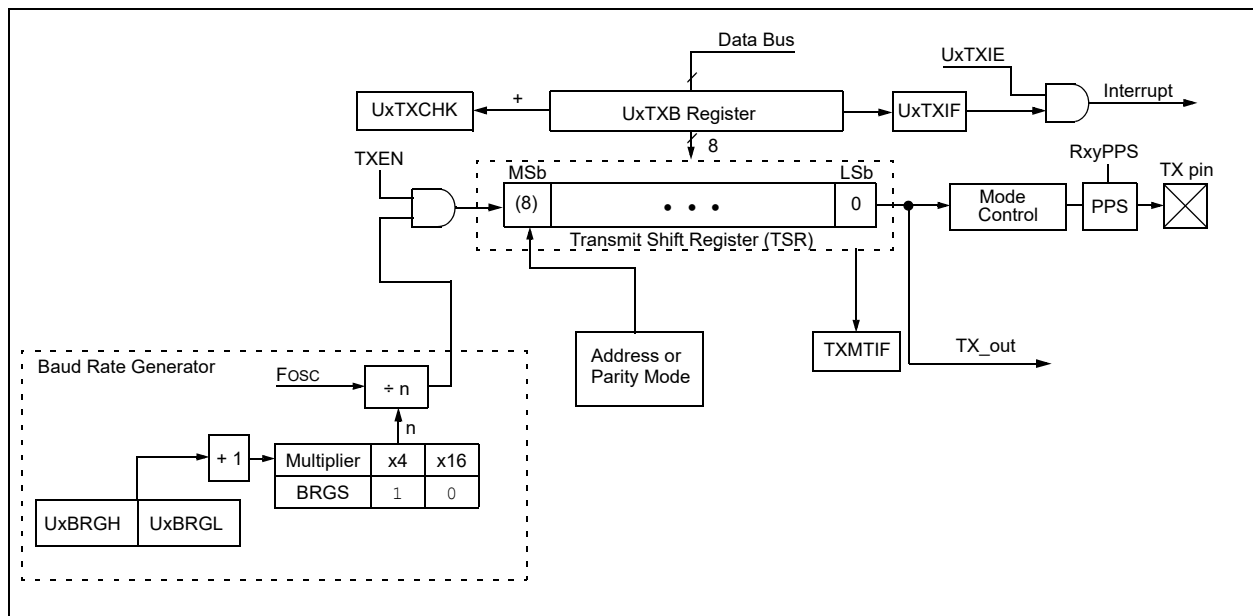 Data Bus
UxTXIE
Interrupt
UxTXCHK
+
UxTXB Register
UxTXIF
8
TXEN
RxyPPS
MSb
LSb
TX pin
(8)
• • •
0
Mode
Control
PPS
Transmit Shift Register (TSR)
Address or
Parity Mode
TXMTIF
TX_out
Baud Rate Generator
FOSC
÷ n
n
+ 1
Multiplier x4 x16
BRGS 1 0
UxBRGH UxBRGL